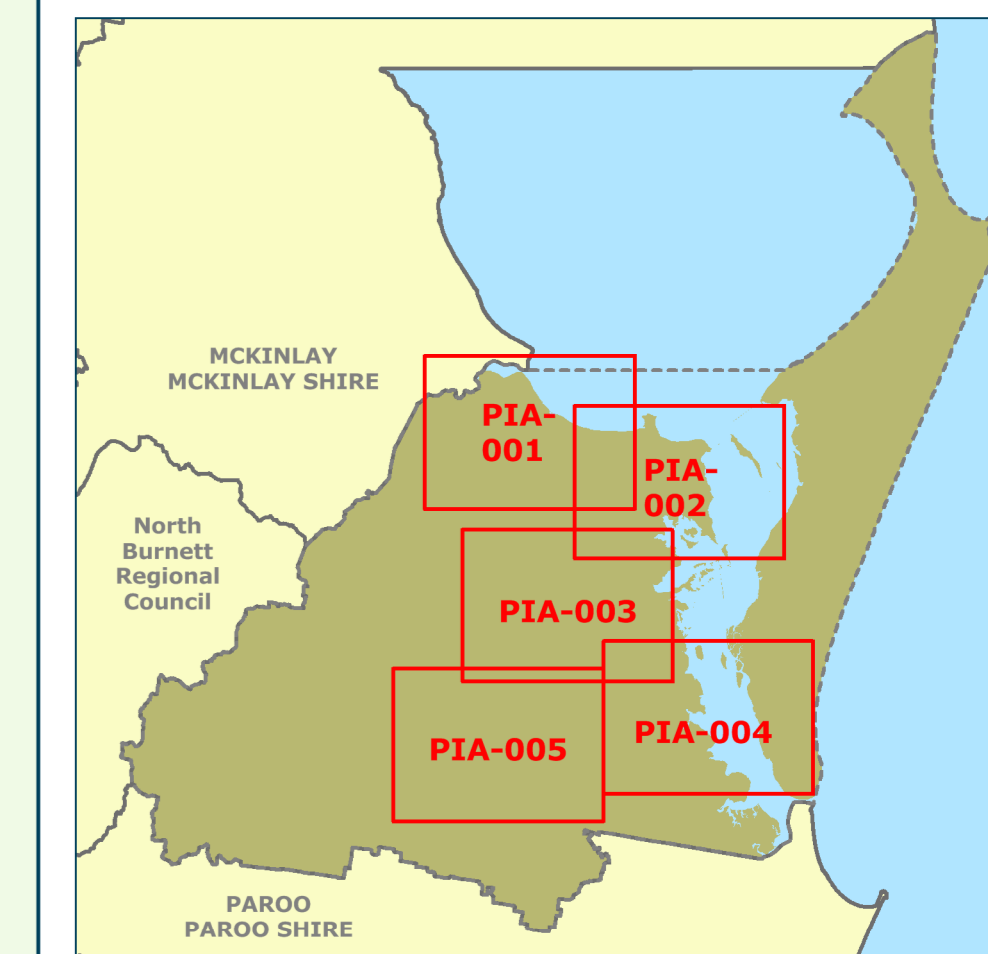 MCKINLAY
MCKINLAY SHIRE
PIA-
001
PIA-
002
North
Burnett
Regional
Council
PIA-003
PIA-004
PIA-005
PAROO
PAROO SHIRE